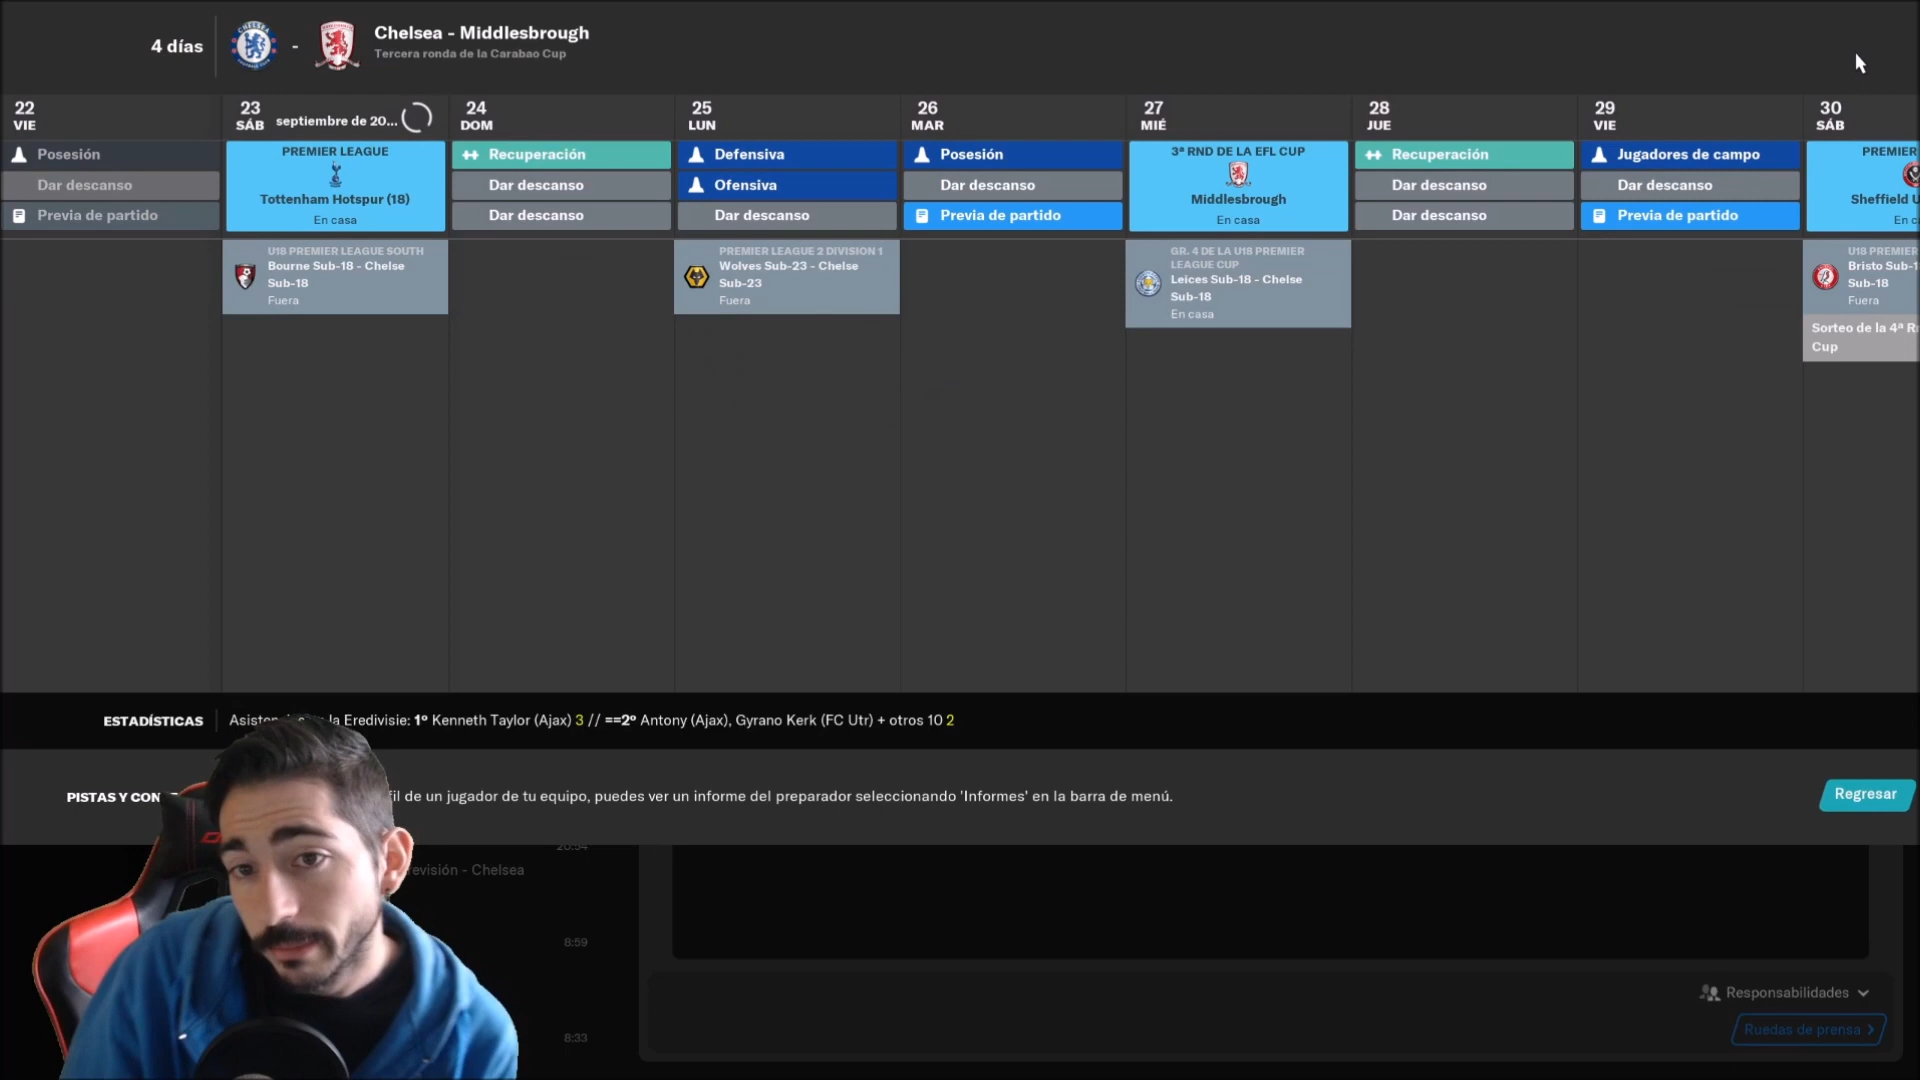 4 días
-
Chelsea - Middlesbrough
Tercera ronda de la Carabao Cup
22
VIE
23
SÁB
septiembre de 20...
24
DOM
25
LUN
26
MAR
27
MIÉ
28
JUE
29
VIE
30
SÁB
Posesión
Dar descanso
Previa de partido
PREMIER LEAGUE
Tottenham Hotspur (18)
En casa
Recuperación
Dar descanso
Dar descanso
Defensiva
Ofensiva
Dar descanso
Posesión
Dar descanso
Previa de partido
3ª RND DE LA EFL CUP
Middlesbrough
En casa
Recuperación
Dar descanso
Dar descanso
Jugadores de campo
Dar descanso
Previa de partido
PREMIER
Sheffield U
En c
U18 PREMIER LEAGUE SOUTH
Bourne Sub-18 - Chelse
Sub-18
Fuera
PREMIER LEAGUE 2 DIVISION 1
Wolves Sub-23 - Chelse
Sub-23
Fuera
GR. 4 DE LA U18 PREMIER
LEAGUE CUP
Leices Sub-18 - Chelse
Sub-18
En casa
U18 PREMIER
Bristo Sub-1
Sub-18
Fuera
Sorteo de la 4ª R
Cup
ESTADÍSTICAS
la Eredivisie: 1º Kenneth Taylor (Ajax) 3 // ==2º Antony (Ajax), Gyrano Kerk (FC Utr) + otros 10 2
PISTAS Y CON
fil de un jugador de tu equipo, puedes ver un informe del preparador seleccionando 'Informes' en la barra de menú.
Regresar
20:54
revisión - Chelsea
8:59
8:33
Responsabilidades
Ruedas de prensa >